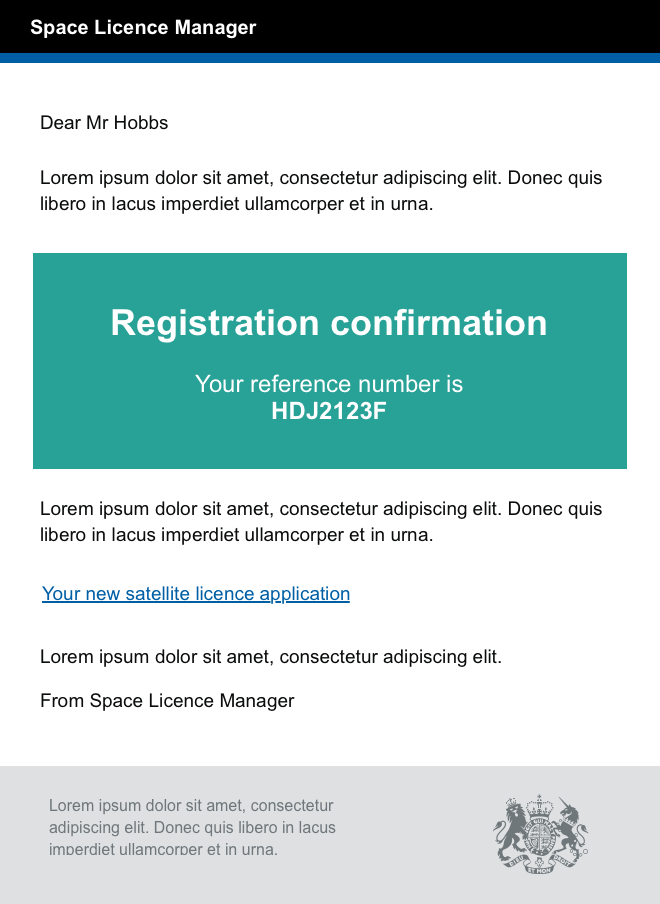 Space Licence Manager
Dear Mr Hobbs
Lorem ipsum dolor sit amet, consectetur adipiscing elit. Donec quis
libero in lacus imperdiet ullamcorper et in urna.
Registration confirmation
Your reference number is
HDJ2123F
Lorem ipsum dolor sit amet, consectetur adipiscing elit. Donec quis
libero in lacus imperdiet ullamcorper et in urna.
Your new satellite licence application
Lorem ipsum dolor sit amet, consectetur adipiscing elit.
From Space Licence Manager
Lorem ipsum dolor sit amet, consectetur
adipiscing elit. Donec quis libero in lacus
imperdiet ullamcorper et in urna.
DIEU ET MON DROIT